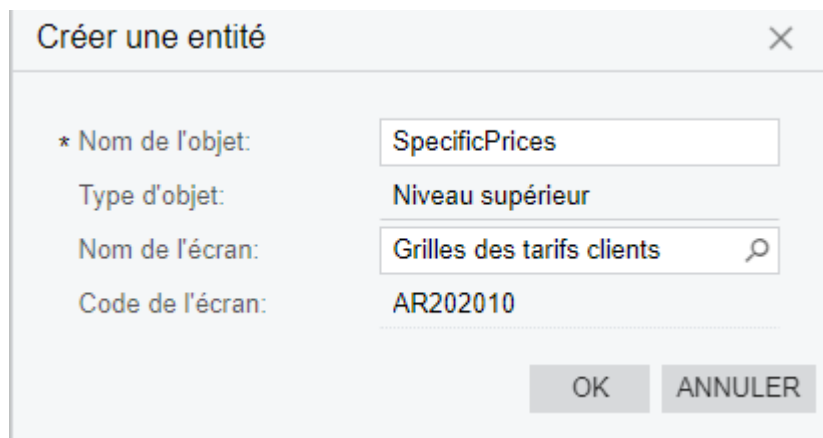 Créer une entité
* Nom de l'objet: SpecificPrices
Type d'objet: Niveau supérieur
Nom de l'écran: Grilles des tarifs clients
Code de l'écran: AR202010
OK ANNULER